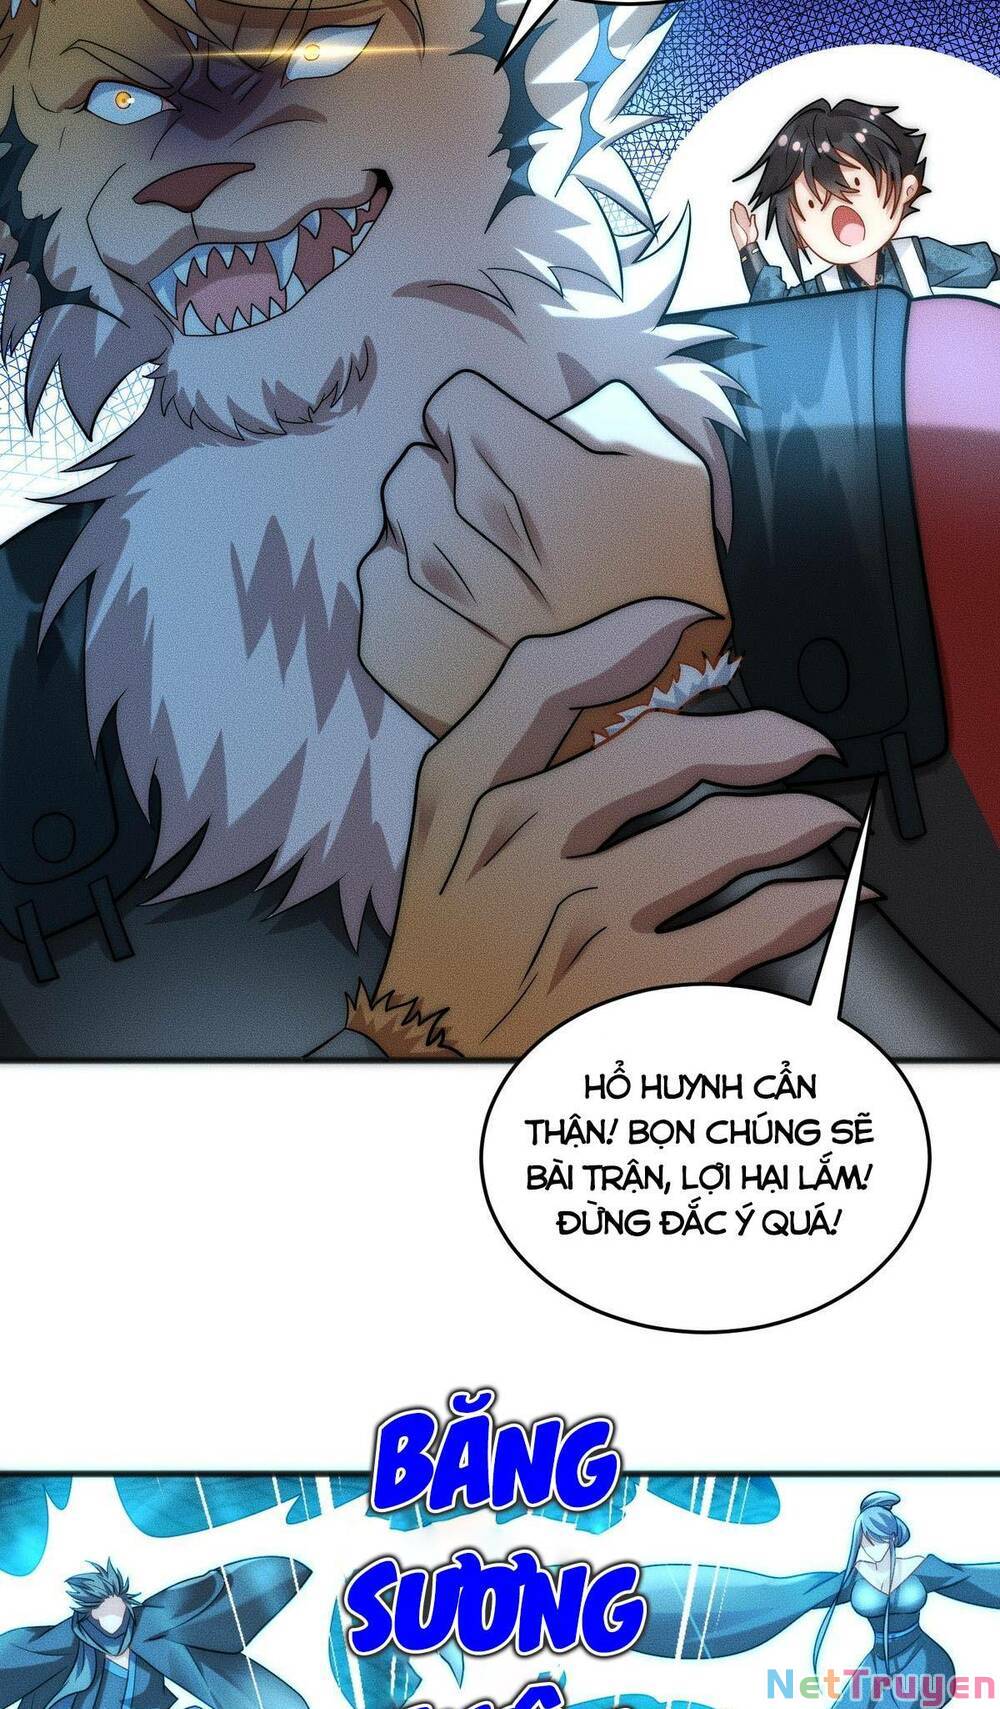 HỔ HUYNH CẨN
THẬN! BỌN CHÚNG SẼ
BÀI TRẬN, LỢI HẠI LẮM!
ĐỪNG ĐẮC Ý QUÁ!
BĂNG
SƯƠNG
NetTruyen